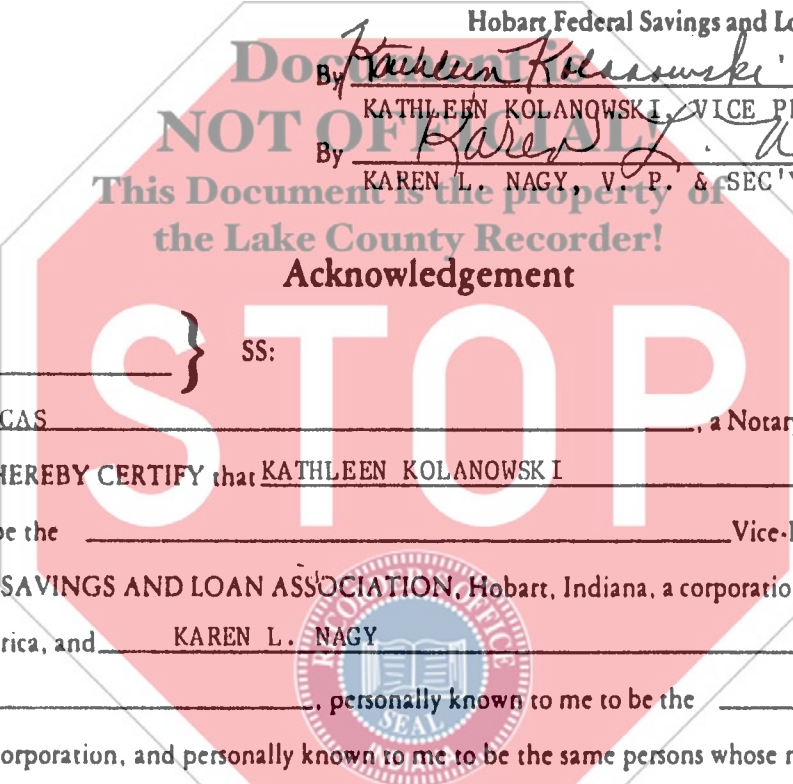 Hobart Federal Savings and Lo
Document is
By Kathleen Kolanowski
KATHLEEN KOLANOWSKI, VICE P
NOT OFFICIAL!
By Karen L.
KAREN L. NAGY, V. P. & SEC'Y
This Document is the property of
the Lake County Recorder!
Acknowledgement
} SS:
STOP
CAS , a Notary
HEREBY CERTIFY that KATHLEEN KOLANOWSKI
be the Vice-
SAVINGS AND LOAN ASSOCIATION, Hobart, Indiana, a corporatio
rica, and KAREN L. NAGY
, personally known to me to be the
orporation, and personally known to me to be the same persons whose
RECORDER'S OFFICE
SEAL
INDIANA